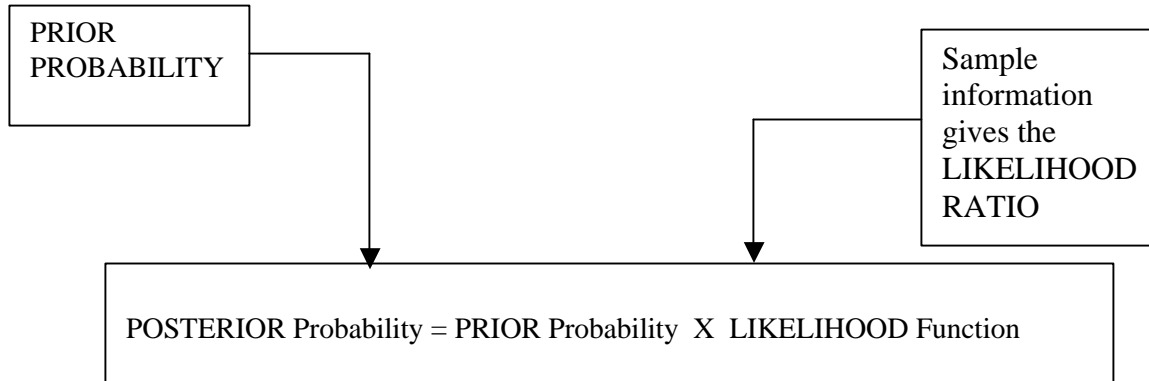 PRIOR
PROBABILITY
Sample
information
gives the
LIKELIHOOD
RATIO
POSTERIOR Probability = PRIOR Probability X LIKELIHOOD Function